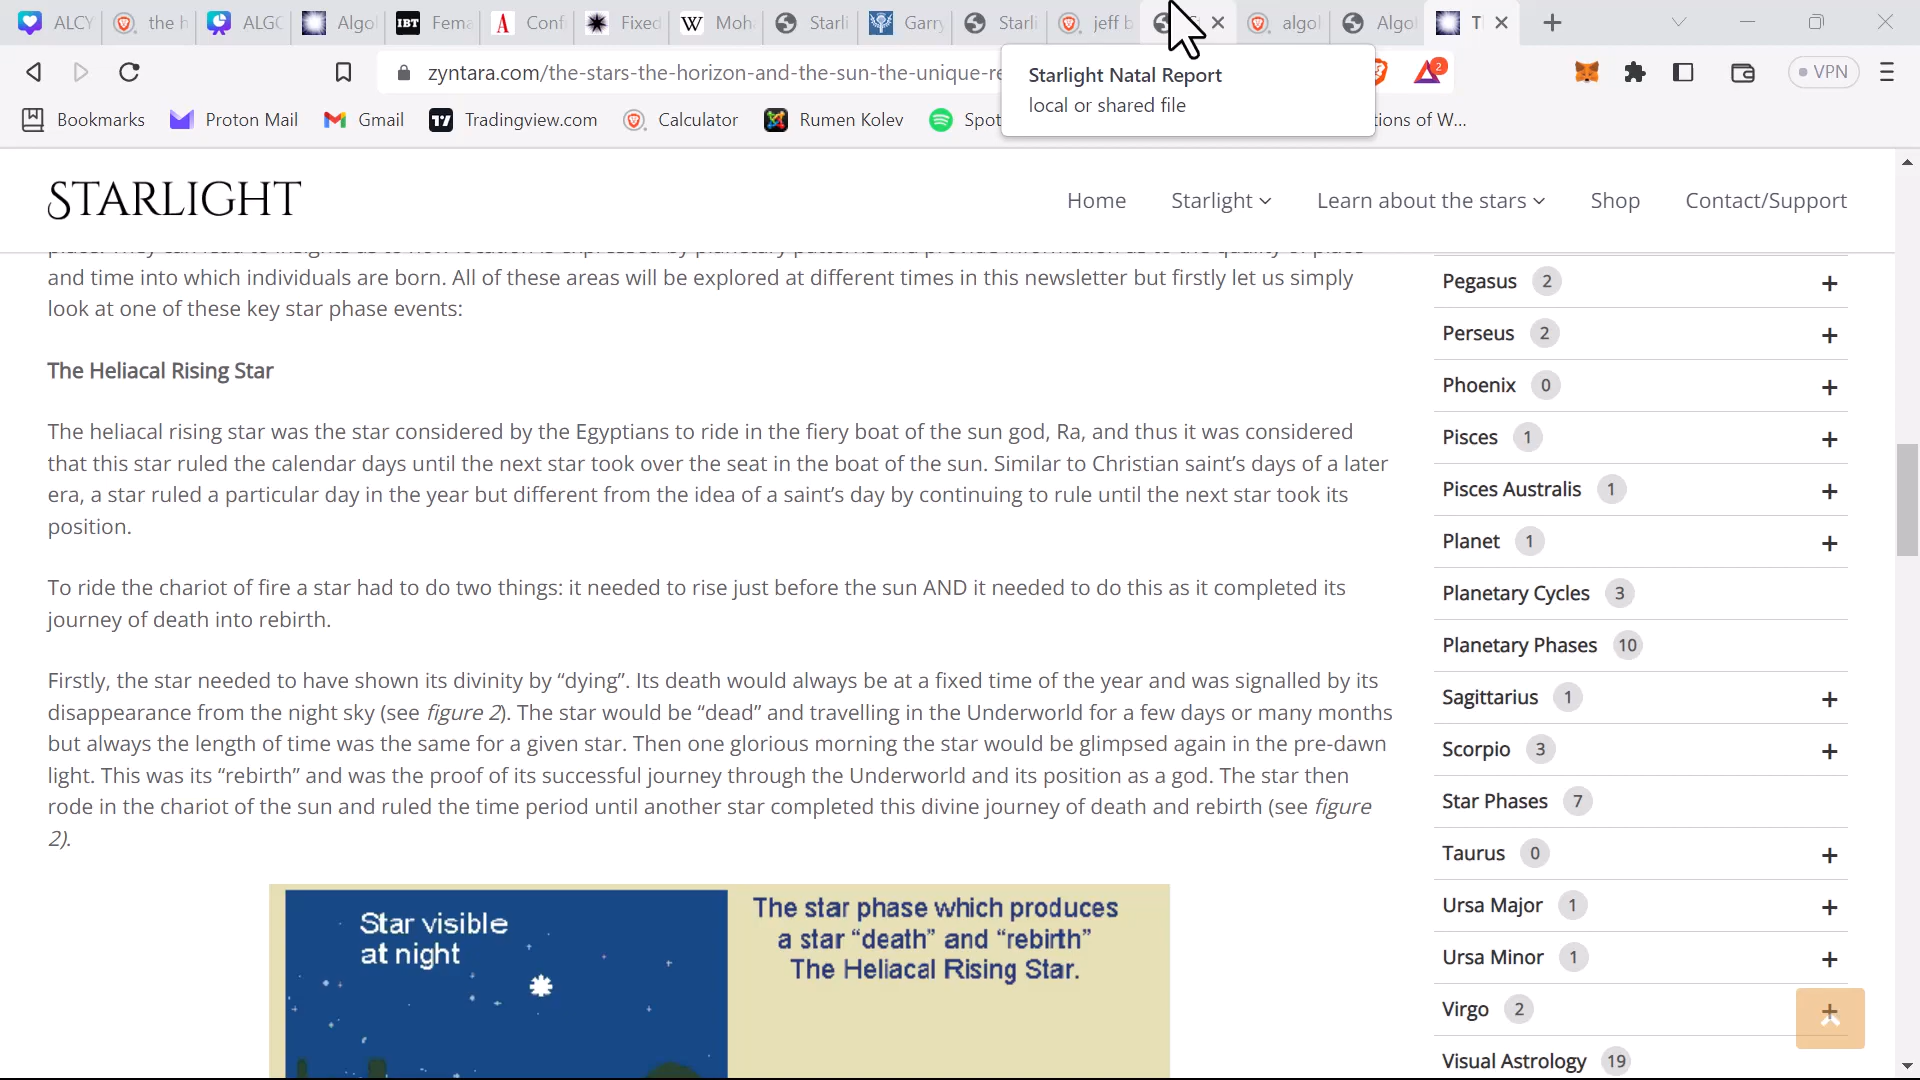 ALCY
the h
ALGO
Algol
IBT
Fema
A
Conf
Fixed
W
Moh
Starli
Garry
Starli
jeff b
algol
Algol
T
zyntara.com/the-stars-the-horizon-and-the-sun-the-unique-re
2
VPN
Starlight Natal Report
local or shared file
Bookmarks
Proton Mail
Gmail
Tradingview.com
Calculator
Rumen Kolev
Spot
tions of W...
STARLIGHT
Home
Starlight
Learn about the stars
Shop
Contact/Support
and time into which individuals are born. All of these areas will be explored at different times in this newsletter but firstly let us simply
look at one of these key star phase events:
The Heliacal Rising Star
The heliacal rising star was the star considered by the Egyptians to ride in the fiery boat of the sun god, Ra, and thus it was considered
that this star ruled the calendar days until the next star took over the seat in the boat of the sun. Similar to Christian saint’s days of a later
era, a star ruled a particular day in the year but different from the idea of a saint’s day by continuing to rule until the next star took its
position.
To ride the chariot of fire a star had to do two things: it needed to rise just before the sun AND it needed to do this as it completed its
journey of death into rebirth.
Firstly, the star needed to have shown its divinity by “dying”. Its death would always be at a fixed time of the year and was signalled by its
disappearance from the night sky (see figure 2). The star would be “dead” and travelling in the Underworld for a few days or many months
but always the length of time was the same for a given star. Then one glorious morning the star would be glimpsed again in the pre-dawn
light. This was its “rebirth” and was the proof of its successful journey through the Underworld and its position as a god. The star then
rode in the chariot of the sun and ruled the time period until another star completed this divine journey of death and rebirth (see figure
2).
Star visible
at night
The star phase which produces
a star “death” and “rebirth”
The Heliacal Rising Star.
Pegasus 2
Perseus 2
Phoenix 0
Pisces 1
Pisces Australis 1
Planet 1
Planetary Cycles 3
Planetary Phases 10
Sagittarius 1
Scorpio 3
Star Phases 7
Taurus 0
Ursa Major 1
Ursa Minor 1
Virgo 2
Visual Astrology 19